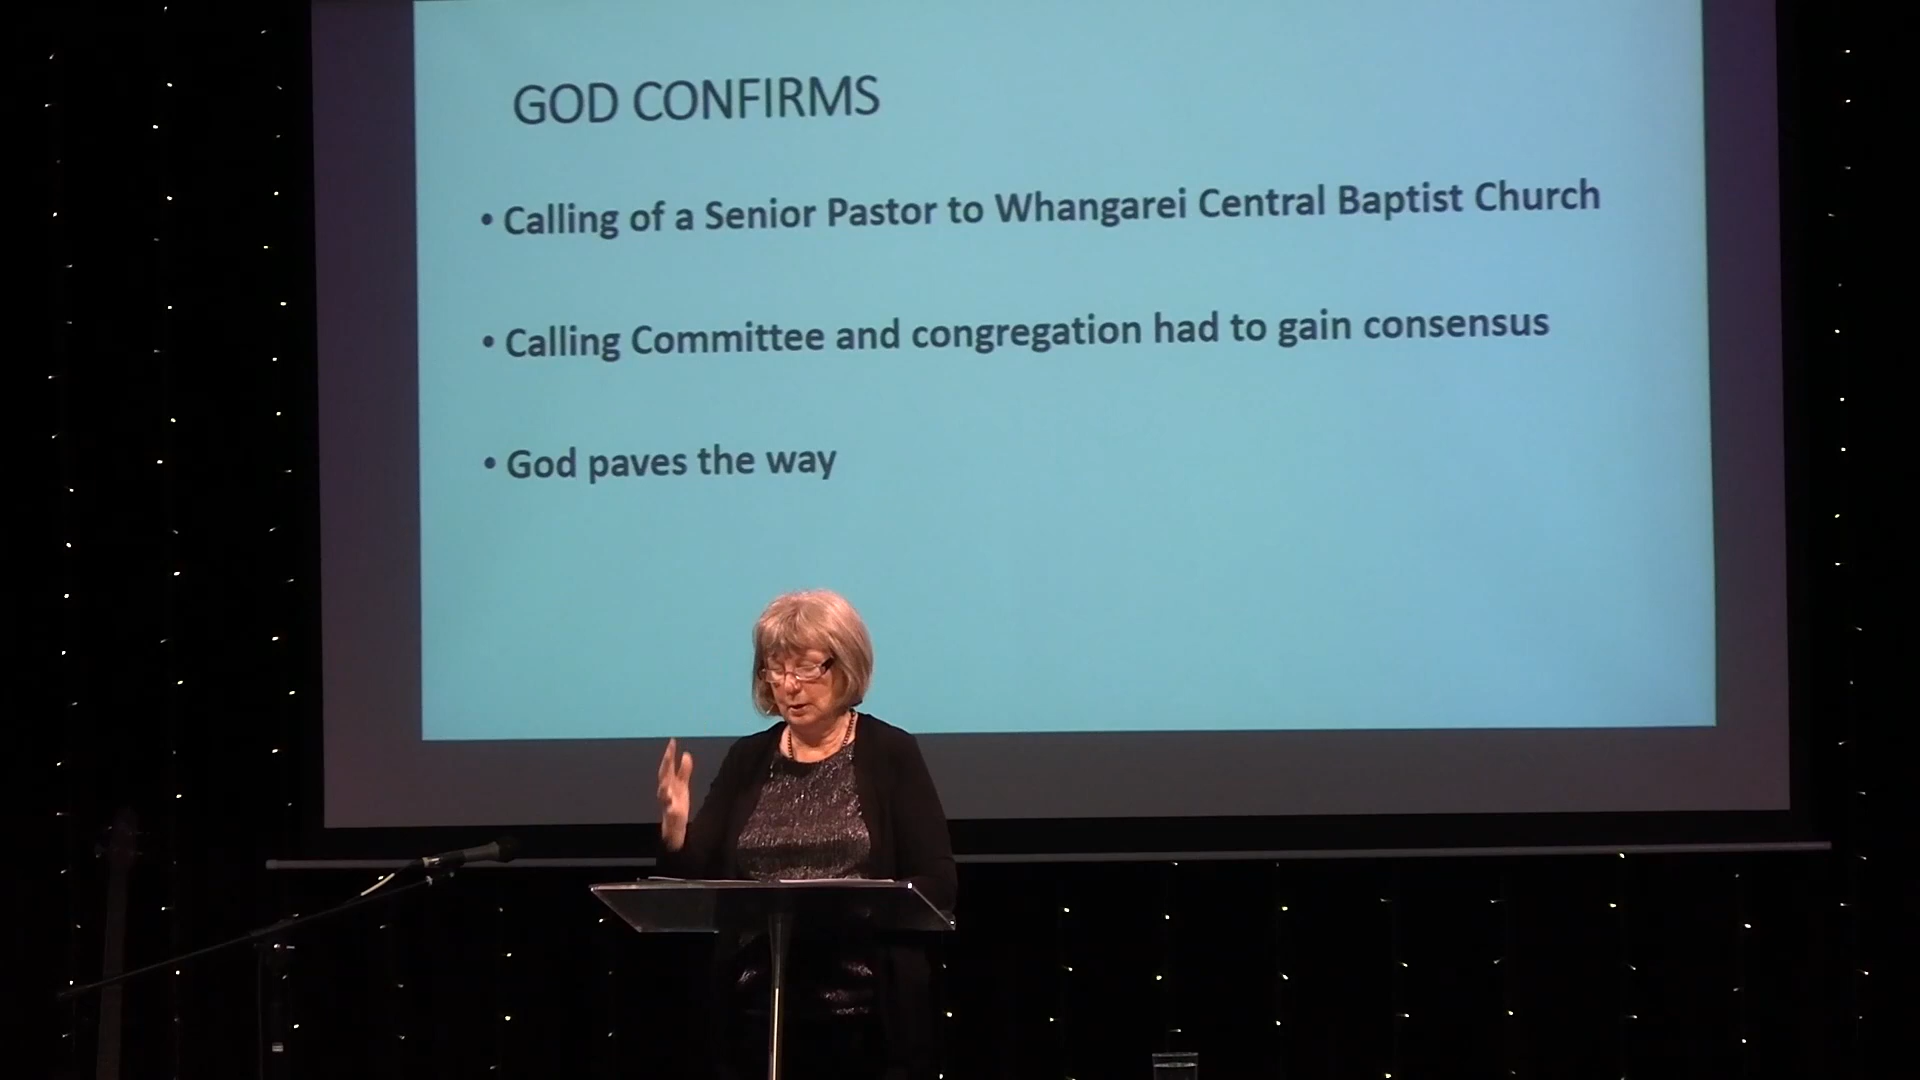 GOD CONFIRMS
• Calling of a Senior Pastor to Whangarei Central Baptist Church
• Calling Committee and congregation had to gain consensus
• God paves the way